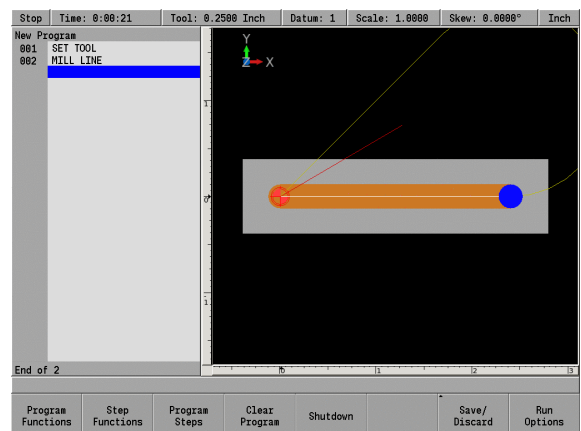 Stop Time: 0:00:21 Tool: 0.2500 Inch Datum: 1 Scale: 1.0000 Skew: 0.0000° Inch
New Program
001 SET TOOL
002 MILL LINE
Y
Z X
1
0
-1
End of 2
0 1 2 3
Program Functions
Step Functions
Program Steps
Clear Program
Shutdown
Save/ Discard
Run Options